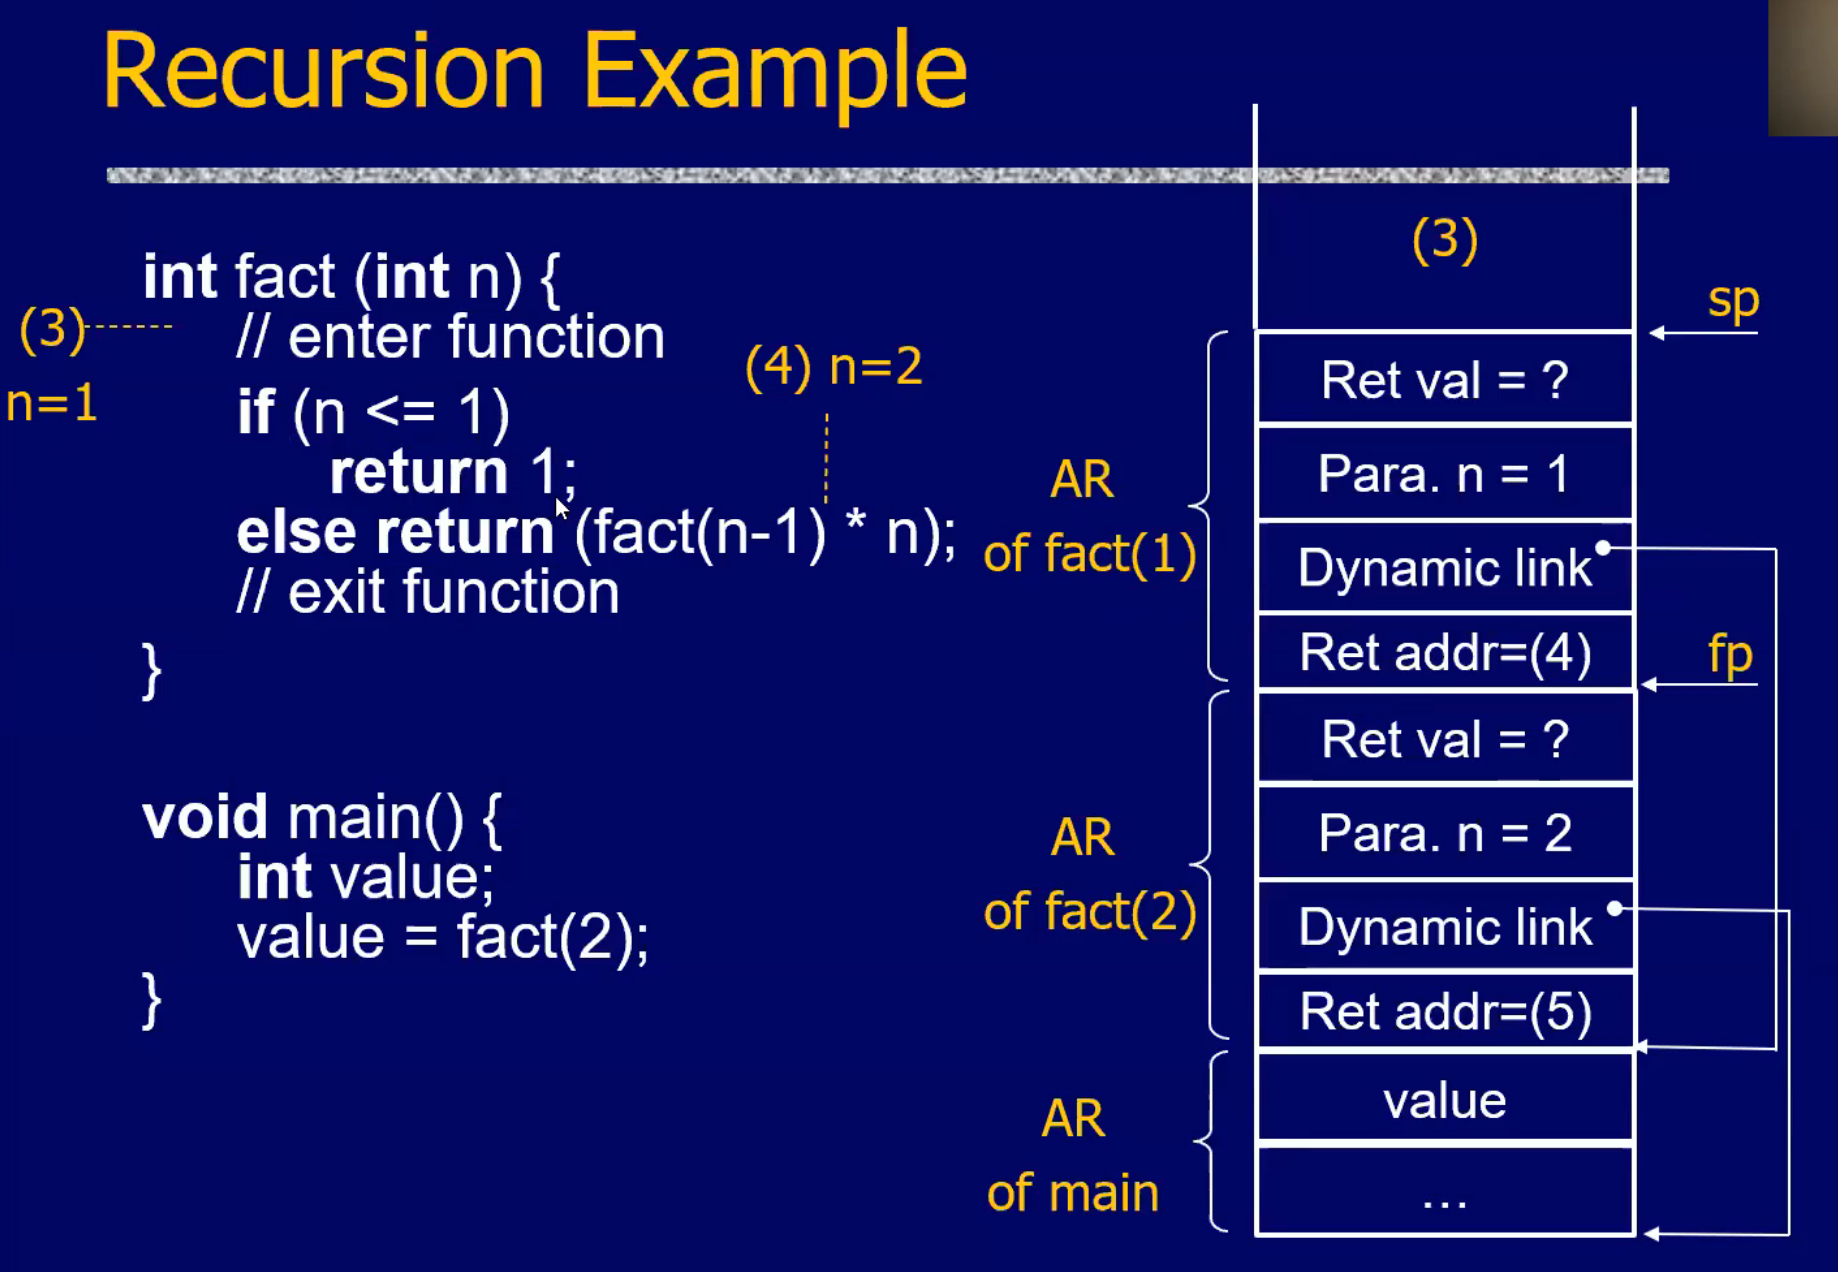 Recursion Example
int fact (int n) {
// enter function
if (n <= 1)
return 1;
else return (fact(n-1) * n);
// exit function
}
void main() {
int value;
value = fact(2);
}
(3)
n=1
(4) n=2
(3)
sp
AR
of fact(1)
Ret val = ?
Para. n = 1
Dynamic link
Ret addr=(4)
fp
AR
of fact(2)
Ret val = ?
Para. n = 2
Dynamic link
Ret addr=(5)
AR
of main
value
...